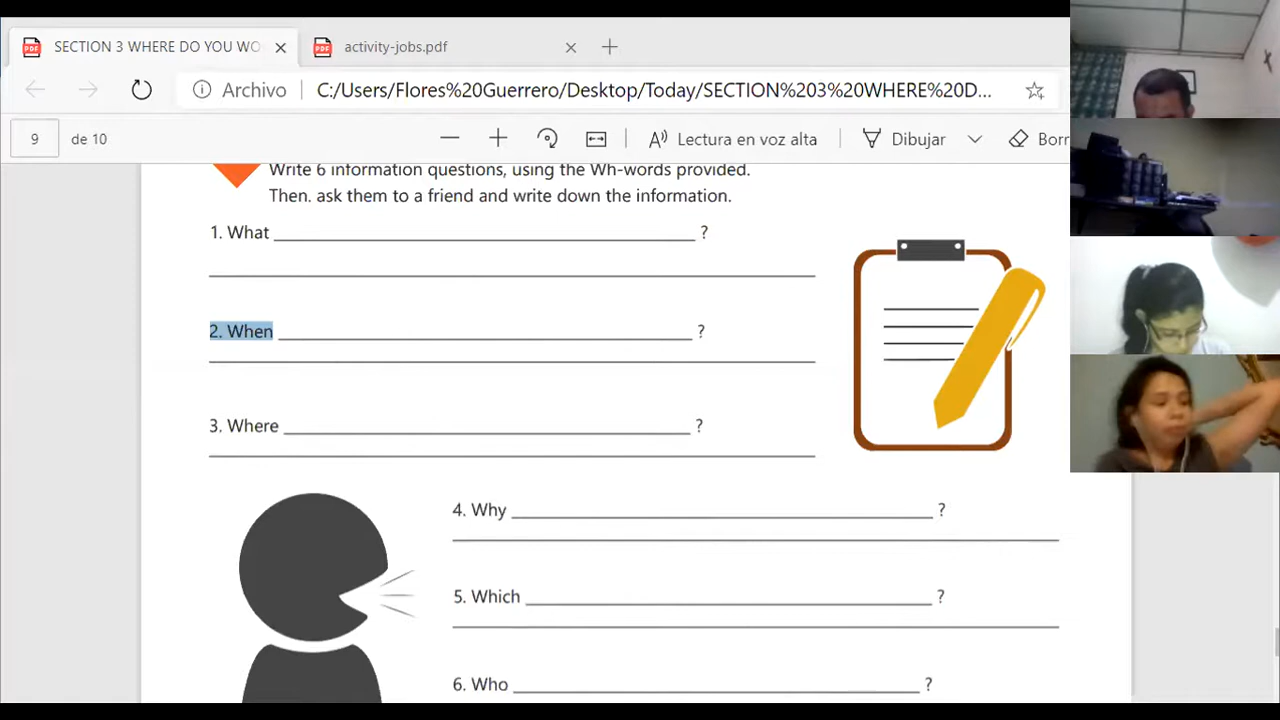 SECTION 3 WHERE DO YOU WO
activity-jobs.pdf
Archivo
C:/Users/Flores%20Guerrero/Desktop/Today/SECTION%203%20WHERE%20D...
9
de 10
Lectura en voz alta
Dibujar
Borr
Write 6 information questions, using the Wh-words provided.
Then. ask them to a friend and write down the information.
1. What ?
2. When ?
3. Where ?
4. Why ?
5. Which ?
6. Who ?